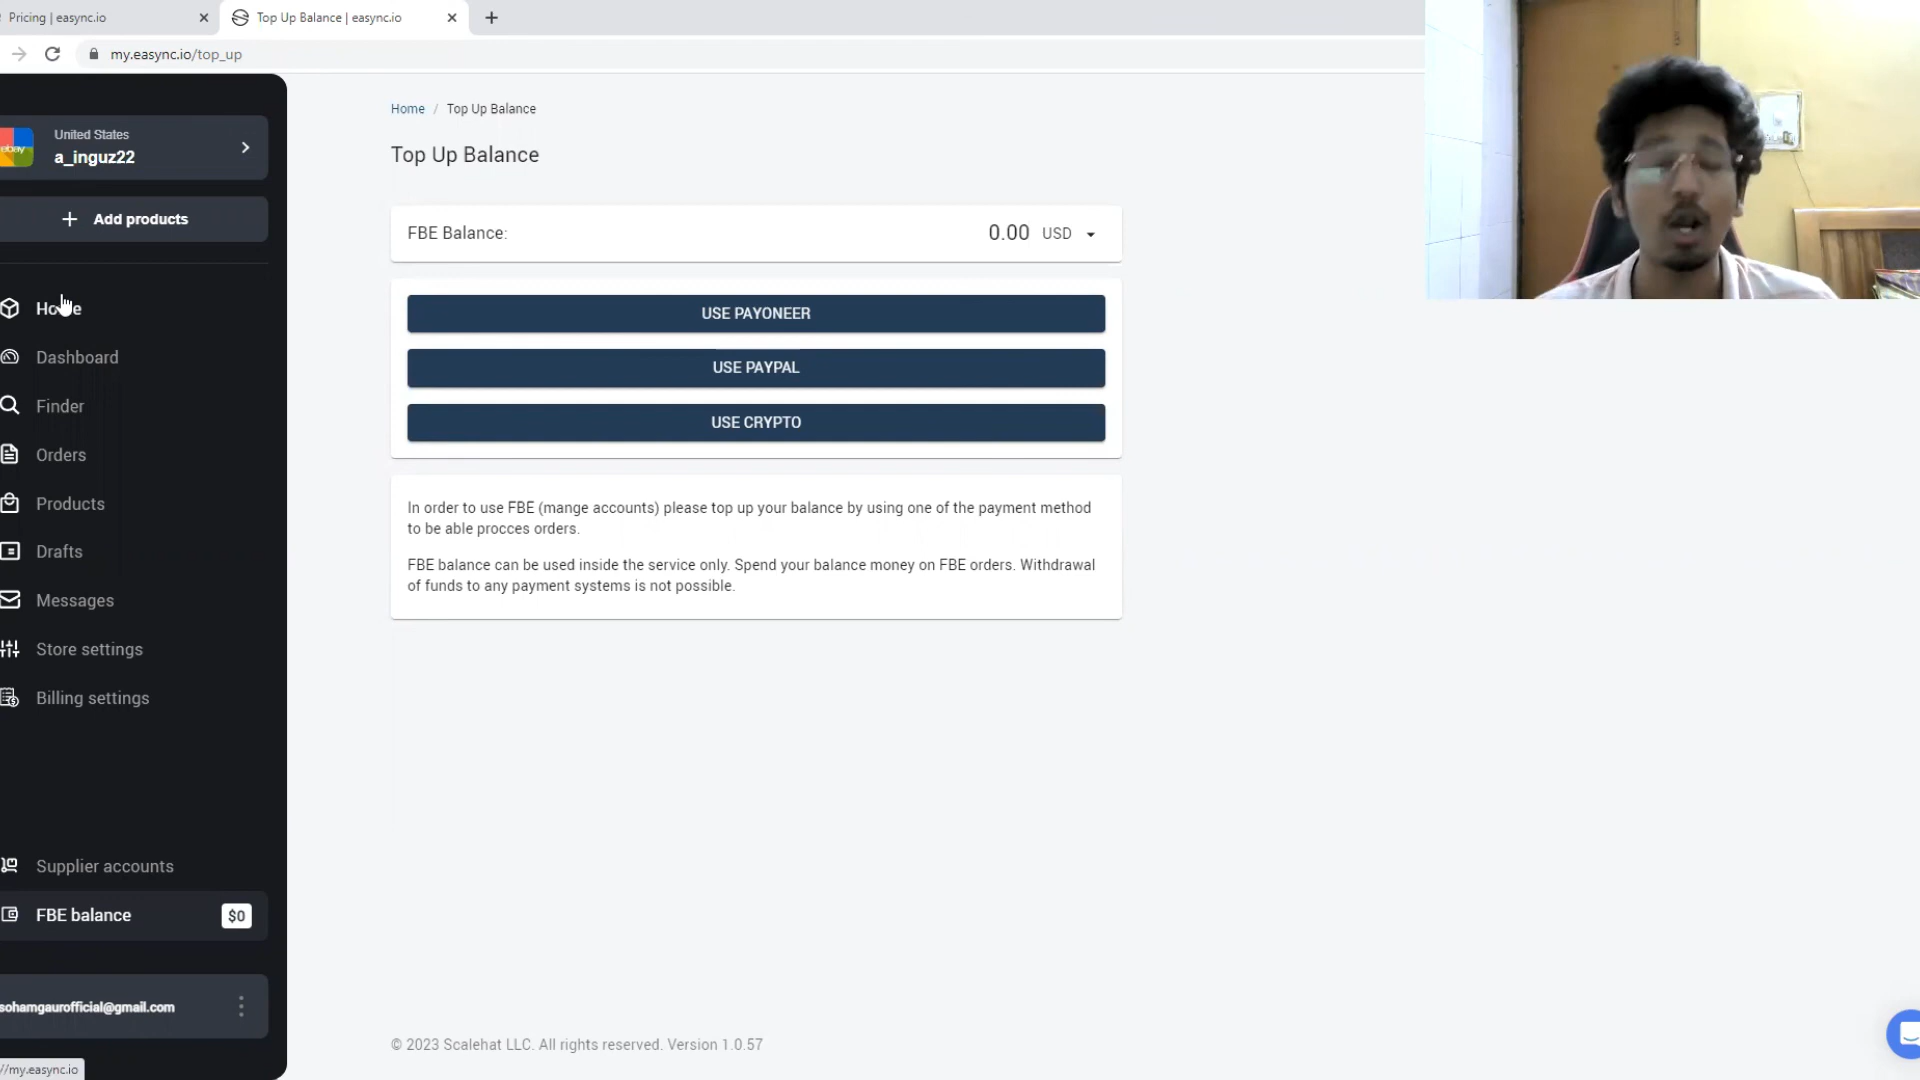 Pricing | easync.io
Top Up Balance | easync.io
my.easync.io/top_up
ebay
United States
a_inguz22
Add products
Home
Dashboard
Finder
Orders
Products
Drafts
Messages
Store settings
Billing settings
Supplier accounts
FBE balance $0
sohamgaurofficial@gmail.com
//my.easync.io
Home / Top Up Balance
Top Up Balance
FBE Balance: 0.00 USD
USE PAYONEER
USE PAYPAL
USE CRYPTO
In order to use FBE (mange accounts) please top up your balance by using one of the payment method
to be able procces orders.
FBE balance can be used inside the service only. Spend your balance money on FBE orders. Withdrawal
of funds to any payment systems is not possible.
© 2023 Scalehat LLC. All rights reserved. Version 1.0.57